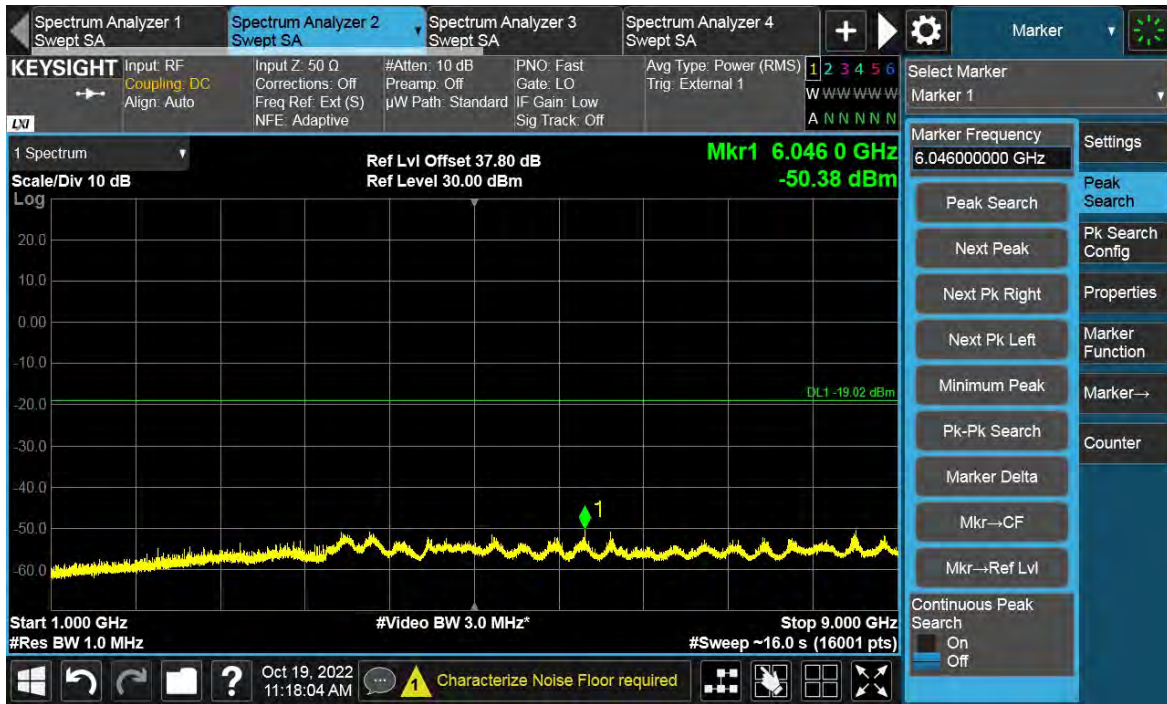 Spectrum Analyzer 1
Swept SA
Spectrum Analyzer 2
Swept SA
Spectrum Analyzer 3
Swept SA
Spectrum Analyzer 4
Swept SA
+
Marker
KEYSIGHT
LXI
Input: RF
Coupling: DC
Align: Auto
Input Z: 50 Ω
Corrections: Off
Freq Ref: Ext (S)
NFE: Adaptive
#Atten: 10 dB
Preamp: Off
µW Path: Standard
PNO: Fast
Gate: LO
IF Gain: Low
Sig Track: Off
Avg Type: Power (RMS)
Trig: External 1
1 2 3 4 5 6
W W W W W W
A N N N N N
Select Marker
Marker 1
1 Spectrum
Scale/Div 10 dB
Log
Ref Lvl Offset 37.80 dB
Ref Level 30.00 dBm
Mkr1 6.046 0 GHz
-50.38 dBm
20.0
10.0
0.00
-10.0
-20.0
-30.0
-40.0
-50.0
-60.0
DL1 -19.02 dBm
1
Start 1.000 GHz
#Res BW 1.0 MHz
#Video BW 3.0 MHz*
Stop 9.000 GHz
#Sweep ~16.0 s (16001 pts)
Marker Frequency
6.046000000 GHz
Peak Search
Next Peak
Next Pk Right
Next Pk Left
Minimum Peak
Pk-Pk Search
Marker Delta
Mkr→CF
Mkr→Ref Lvl
Continuous Peak
Search
On
Off
Settings
Peak
Search
Pk Search
Config
Properties
Marker
Function
Marker→
Counter
?
Oct 19, 2022
11:18:04 AM
1
Characterize Noise Floor required